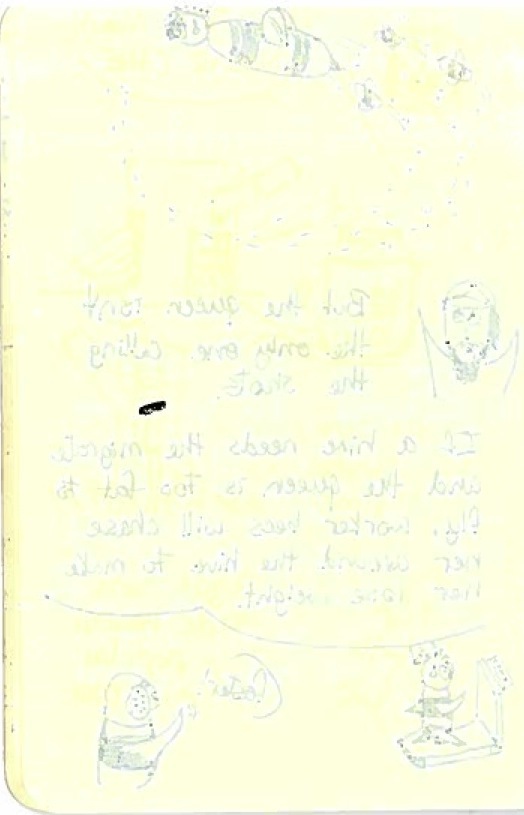 But the queen isn't
the only one calling
the shots.
If a hive needs the migrate
and the queen is too fat to
fly, worker bees will chase
her around the hive to make
her lose weight.
Faster!